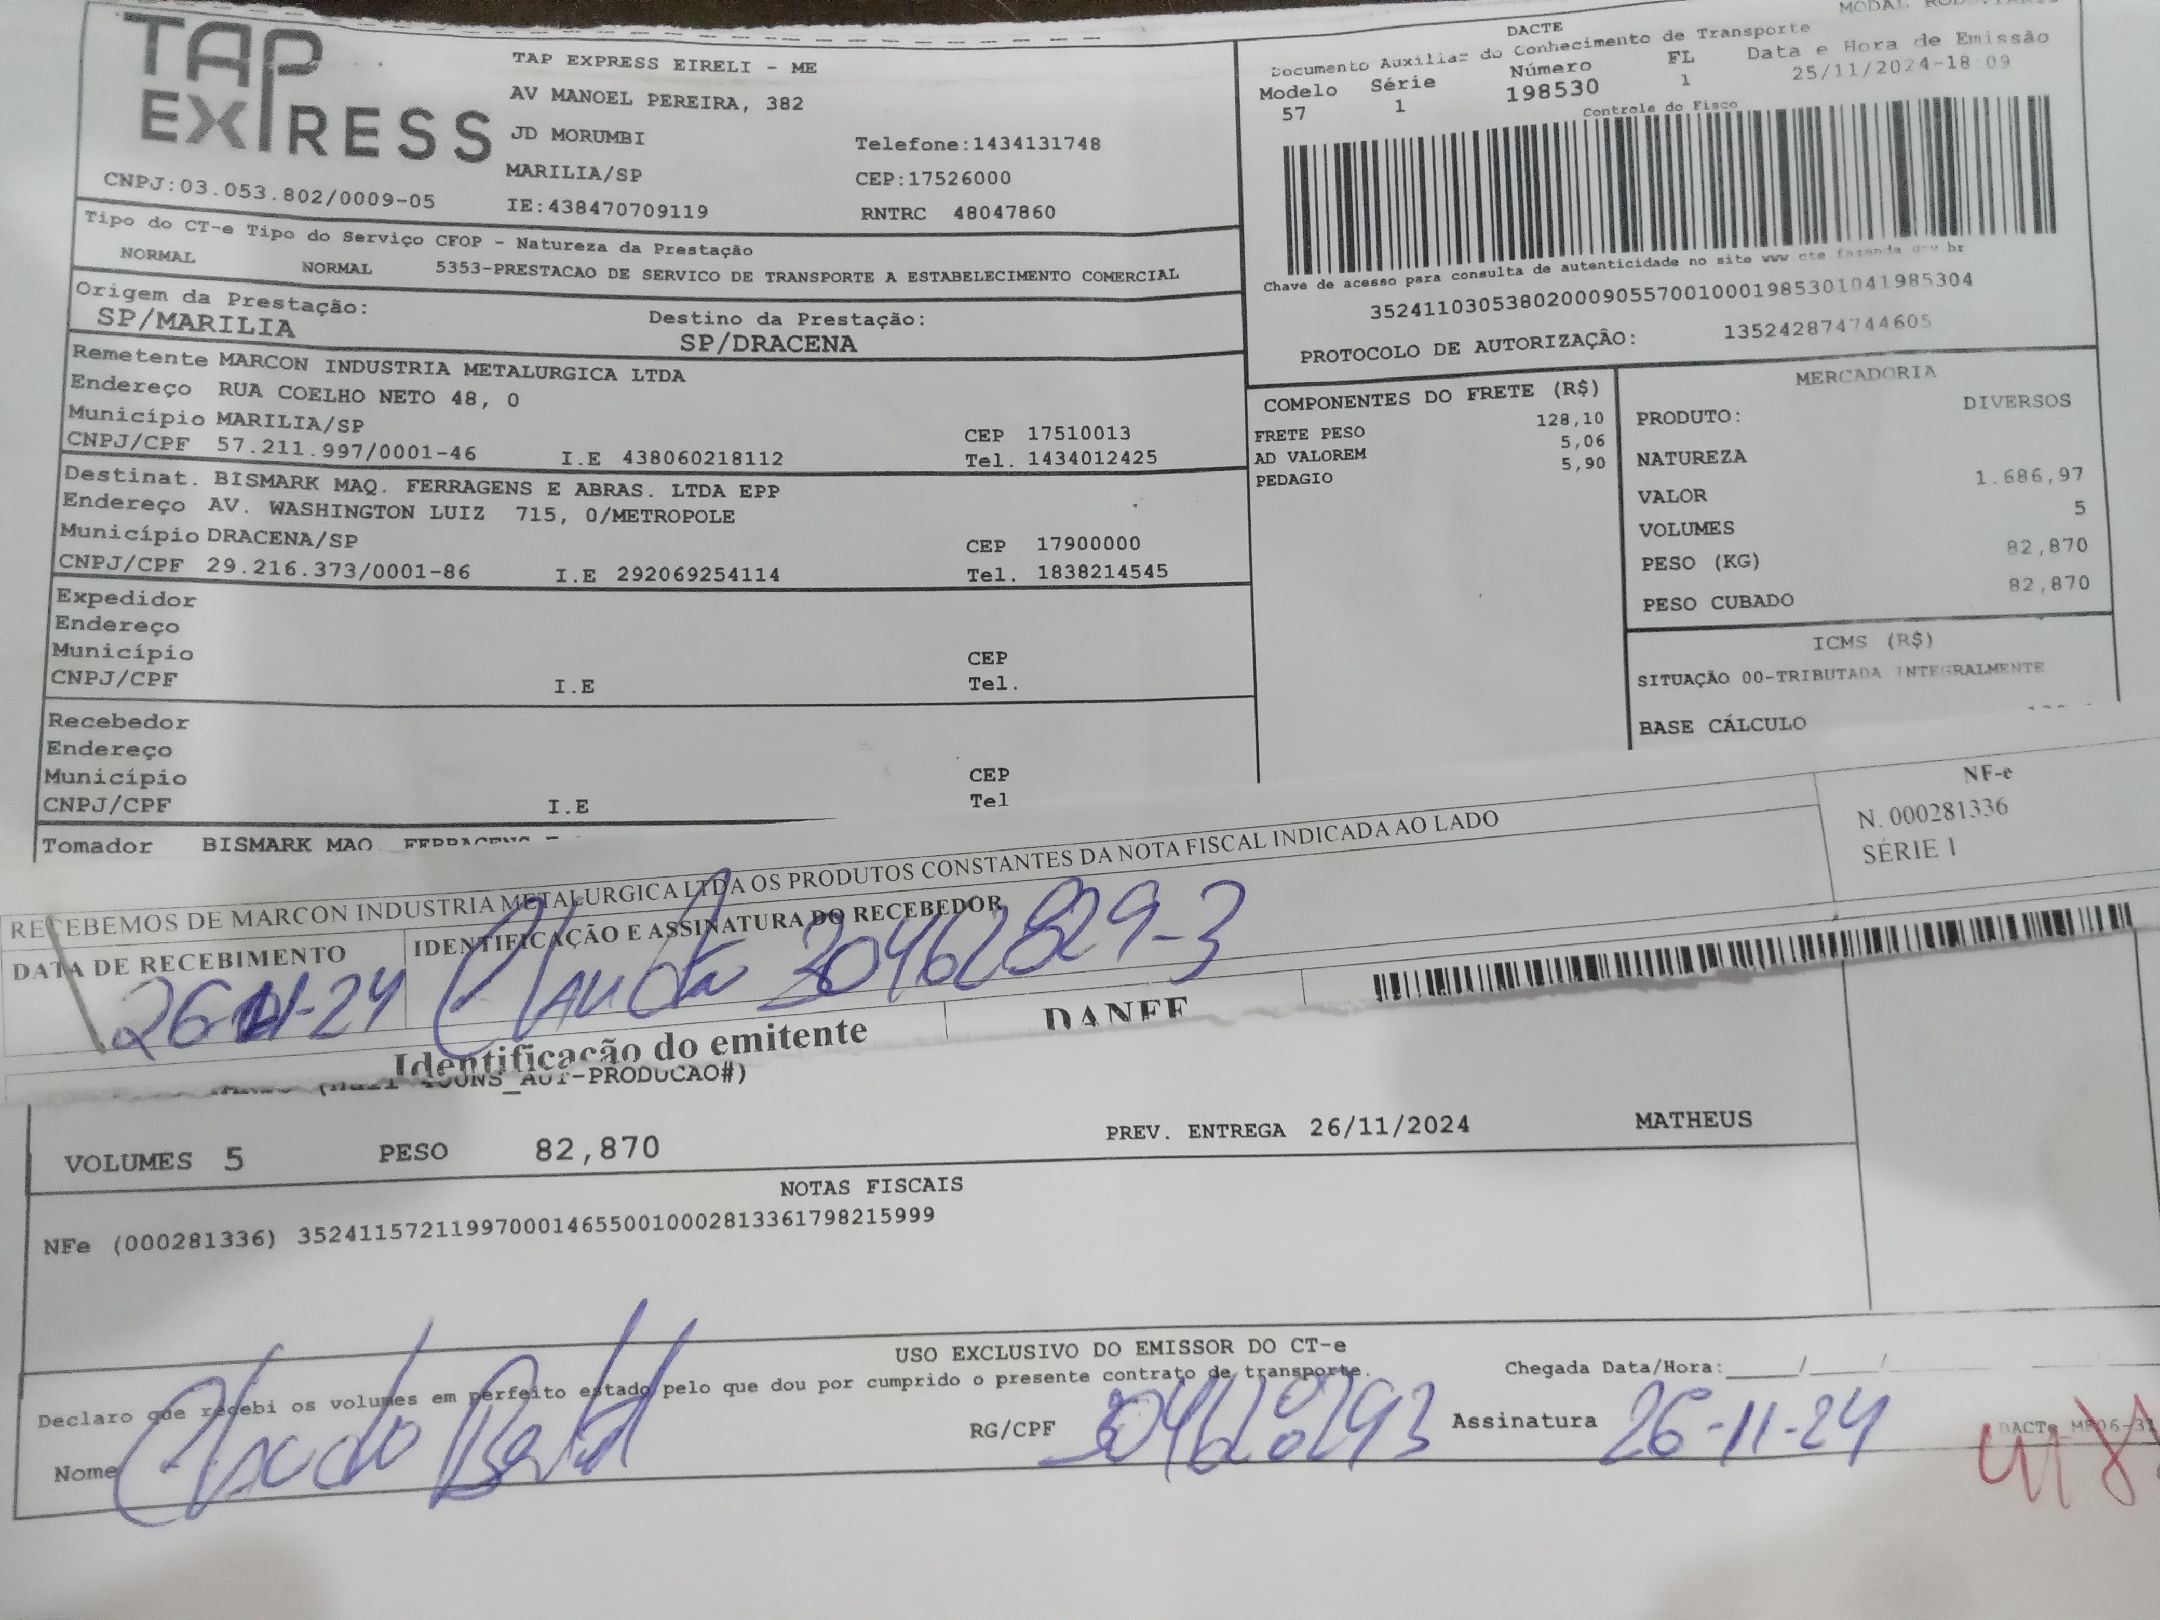 TAP EXPRESS
TAP EXPRESS EIRELI - ME
AV MANOEL PEREIRA, 382
JD MORUMBI
Telefone:1434131748
MARILIA/SP
CEP:17526000
CNPJ:03.053.802/0009-05
IE:438470709119
RNTRC 48047860
MODAL RODOVIARIO
DACTE
Documento Auxiliar do Conhecimento de Transporte
Modelo Série Número FL Data e Hora de Emissão
57 1 198530 1 25/11/2024-18:09
Controle do Fisco
Chave de acesso para consulta de autenticidade no site www.cte.fazenda.gov.br
35241103053802000905570010001985301041985304
PROTOCOLO DE AUTORIZAÇÃO: 135242874744605
Tipo do CT-e Tipo do Serviço CFOP - Natureza da Prestação
NORMAL NORMAL 5353-PRESTACAO DE SERVICO DE TRANSPORTE A ESTABELECIMENTO COMERCIAL
Origem da Prestação: Destino da Prestação:
SP/MARILIA SP/DRACENA
Remetente MARCON INDUSTRIA METALURGICA LTDA
Endereço RUA COELHO NETO 48, 0
Município MARILIA/SP CEP 17510013
CNPJ/CPF 57.211.997/0001-46 I.E 438060218112 Tel. 1434012425
Destinat. BISMARK MAQ. FERRAGENS E ABRAS. LTDA EPP
Endereço AV. WASHINGTON LUIZ 715, 0/METROPOLE
Município DRACENA/SP CEP 17900000
CNPJ/CPF 29.216.373/0001-86 I.E 292069254114 Tel. 1838214545
Expedidor
Endereço
Município CEP
CNPJ/CPF I.E Tel.
Recebedor
Endereço
Município CEP
CNPJ/CPF I.E Tel
Tomador BISMARK MAQ. FERRAGENS
COMPONENTES DO FRETE (R$)
FRETE PESO 128,10
AD VALOREM 5,06
PEDAGIO 5,90
MERCADORIA
PRODUTO: DIVERSOS
NATUREZA
VALOR 1.686,97
VOLUMES 5
PESO (KG) 82,870
PESO CUBADO 82,870
ICMS (R$)
SITUAÇÃO 00-TRIBUTADA INTEGRALMENTE
BASE CÁLCULO
RECEBEMOS DE MARCON INDUSTRIA METALURGICA LTDA OS PRODUTOS CONSTANTES DA NOTA FISCAL INDICADA AO LADO
NF-e
N. 000281336
SÉRIE 1
DATA DE RECEBIMENTO IDENTIFICAÇÃO E ASSINATURA DO RECEBEDOR
26-11-24 30462829-3
Identificação do emitente DANFE
VOLUMES 5 PESO 82,870 PREV. ENTREGA 26/11/2024 MATHEUS
NOTAS FISCAIS
NFe (000281336) 35241157211997000146550010002813361798215999
USO EXCLUSIVO DO EMISSOR DO CT-e
Declaro que recebi os volumes em perfeito estado pelo que dou por cumprido o presente contrato de transporte.
Chegada Data/Hora:
Nome RG/CPF 304628293 Assinatura 26-11-24